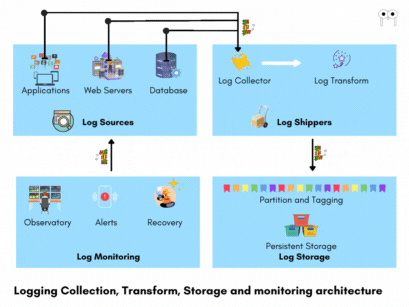 Applications
Web Servers
Database
Log Sources
Log Collector
Log Transform
Log Shippers
Observatory
Alerts
Recovery
Log Monitoring
Partition and Tagging
Persistent Storage
Log Storage
Logging Collection, Transform, Storage and monitoring architecture